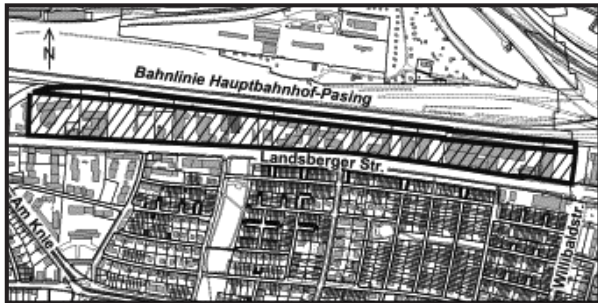 N
Bahnlinie Hauptbahnhof-Pasing
Landsberger Str.
Am Knie
Willibaldstr.